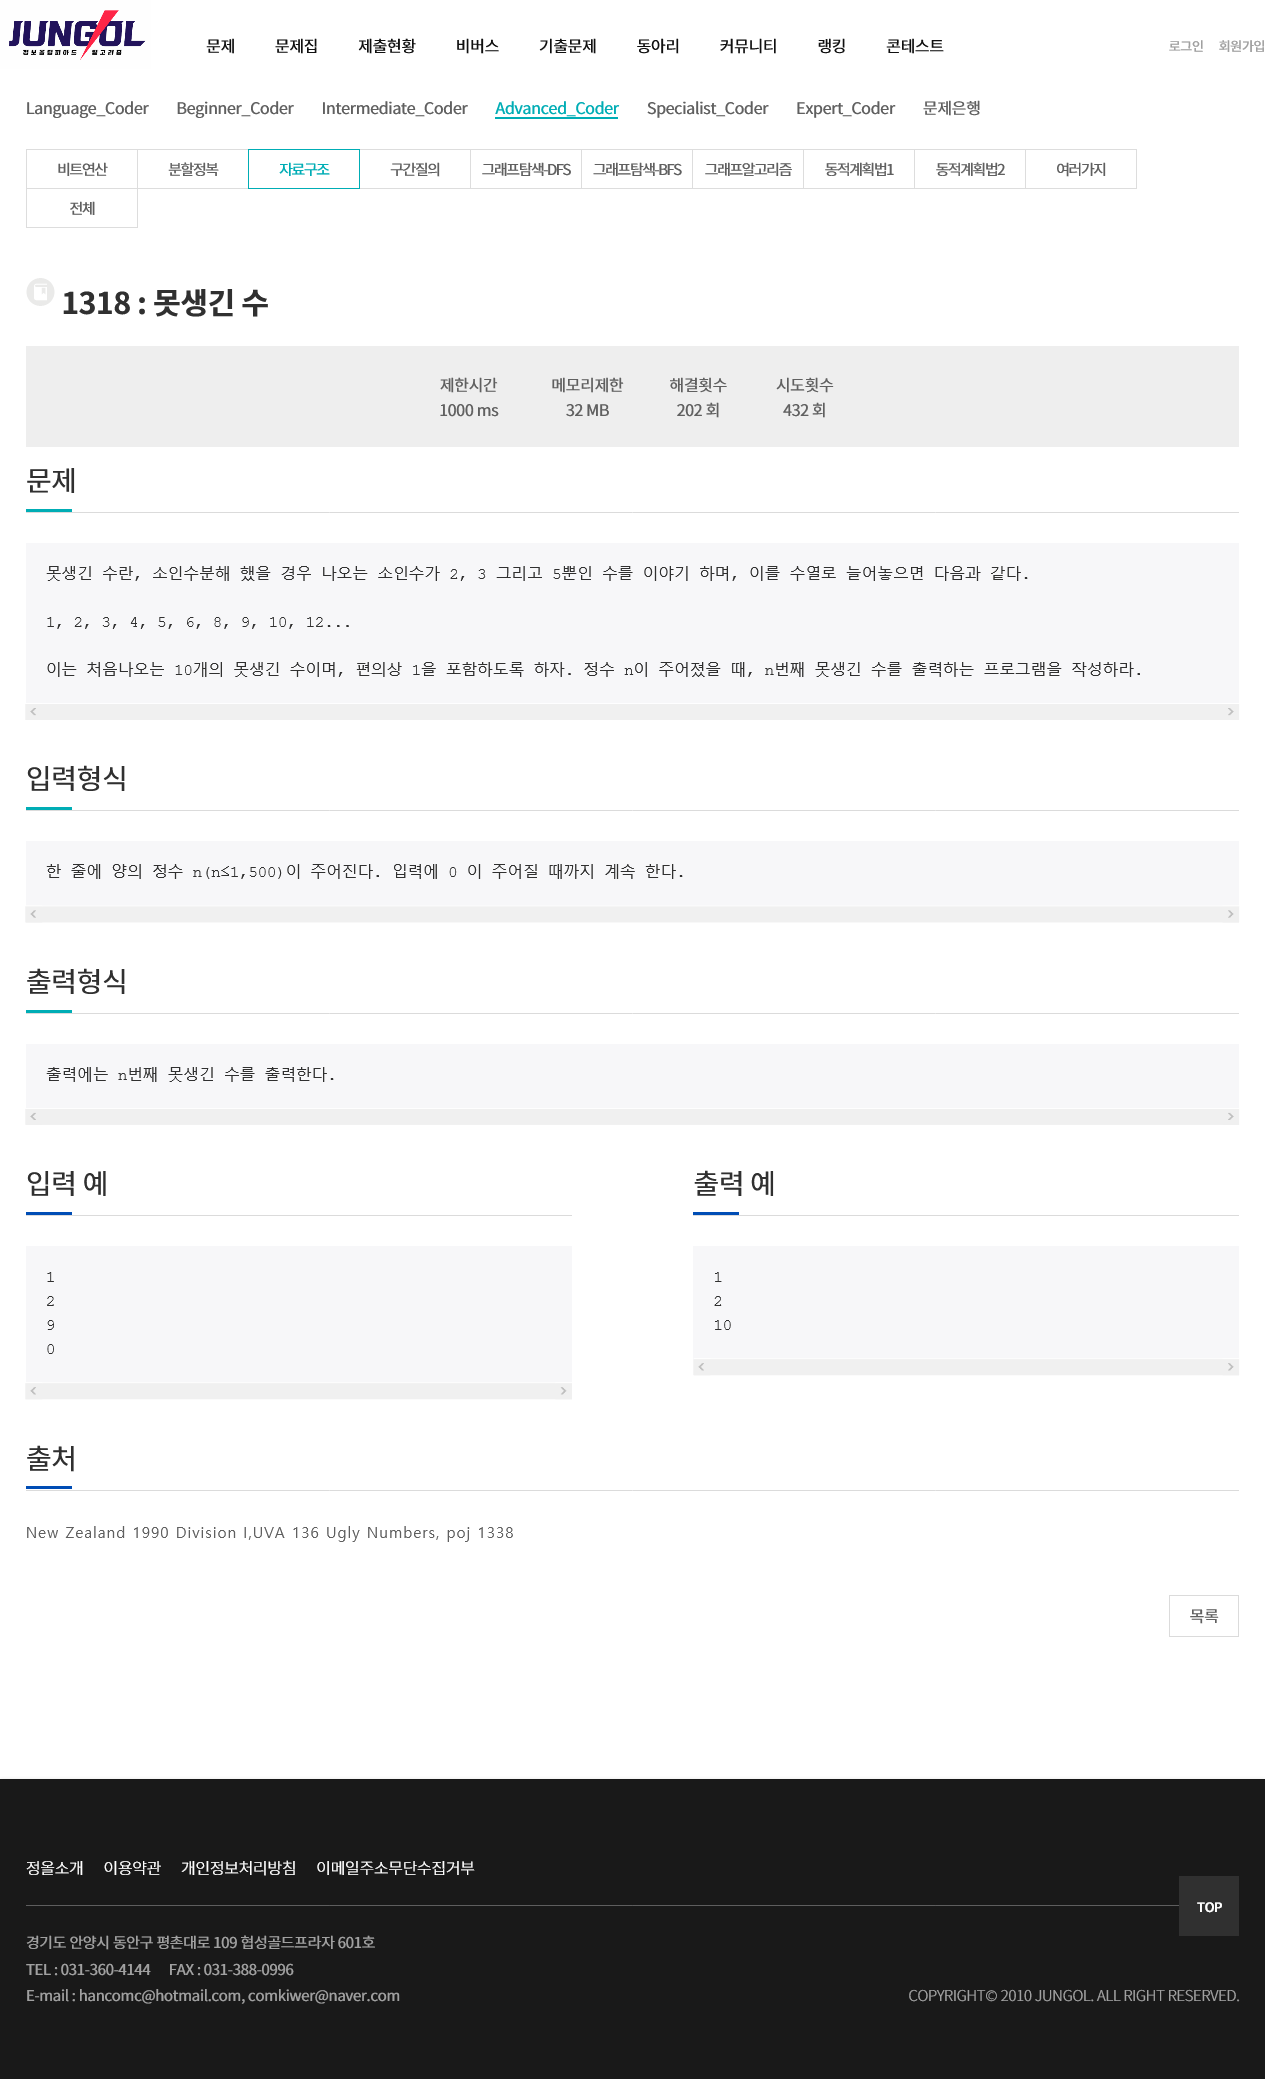 JUNGOL
정보올림피아드 알고리즘
문제 문제집 제출현황 비버스 기출문제 동아리 커뮤니티 랭킹 콘테스트 로그인 회원가입
Language_Coder Beginner_Coder Intermediate_Coder Advanced_Coder Specialist_Coder Expert_Coder 문제은행
비트연산 분할정복 자료구조 구간질의 그래프탐색-DFS 그래프탐색-BFS 그래프알고리즘 동적계획법1 동적계획법2 여러가지
전체
1318 : 못생긴 수
제한시간 메모리제한 해결횟수 시도횟수
1000 ms 32 MB 202 회 432 회
문제
못생긴 수란, 소인수분해 했을 경우 나오는 소인수가 2, 3 그리고 5뿐인 수를 이야기 하며, 이를 수열로 늘어놓으면 다음과 같다.
1, 2, 3, 4, 5, 6, 8, 9, 10, 12...
이는 처음나오는 10개의 못생긴 수이며, 편의상 1을 포함하도록 하자. 정수 n이 주어졌을 때, n번째 못생긴 수를 출력하는 프로그램을 작성하라.
입력형식
한 줄에 양의 정수 n(n≤1,500)이 주어진다. 입력에 0 이 주어질 때까지 계속 한다.
출력형식
출력에는 n번째 못생긴 수를 출력한다.
입력 예
1
2
9
0
출력 예
1
2
10
출처
New Zealand 1990 Division I,UVA 136 Ugly Numbers, poj 1338
목록
정올소개 이용약관 개인정보처리방침 이메일주소무단수집거부
TOP
경기도 안양시 동안구 평촌대로 109 협성골드프라자 601호
TEL : 031-360-4144 FAX : 031-388-0996
E-mail : hancomc@hotmail.com, comkiwer@naver.com COPYRIGHT© 2010 JUNGOL. ALL RIGHT RESERVED.